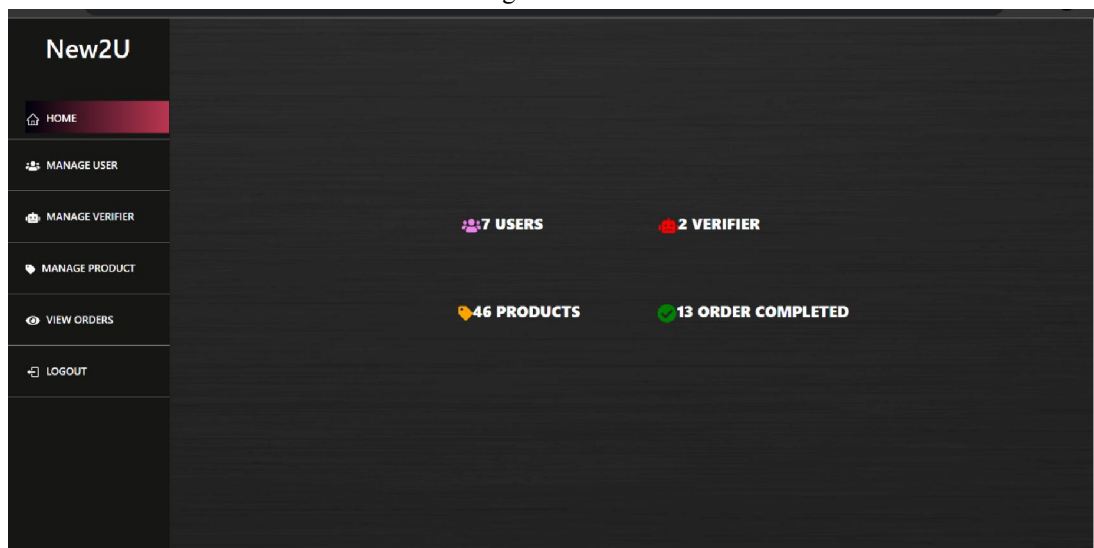 New2U
HOME
MANAGE USER
MANAGE VERIFIER
MANAGE PRODUCT
VIEW ORDERS
LOGOUT
7 USERS
2 VERIFIER
46 PRODUCTS
13 ORDER COMPLETED